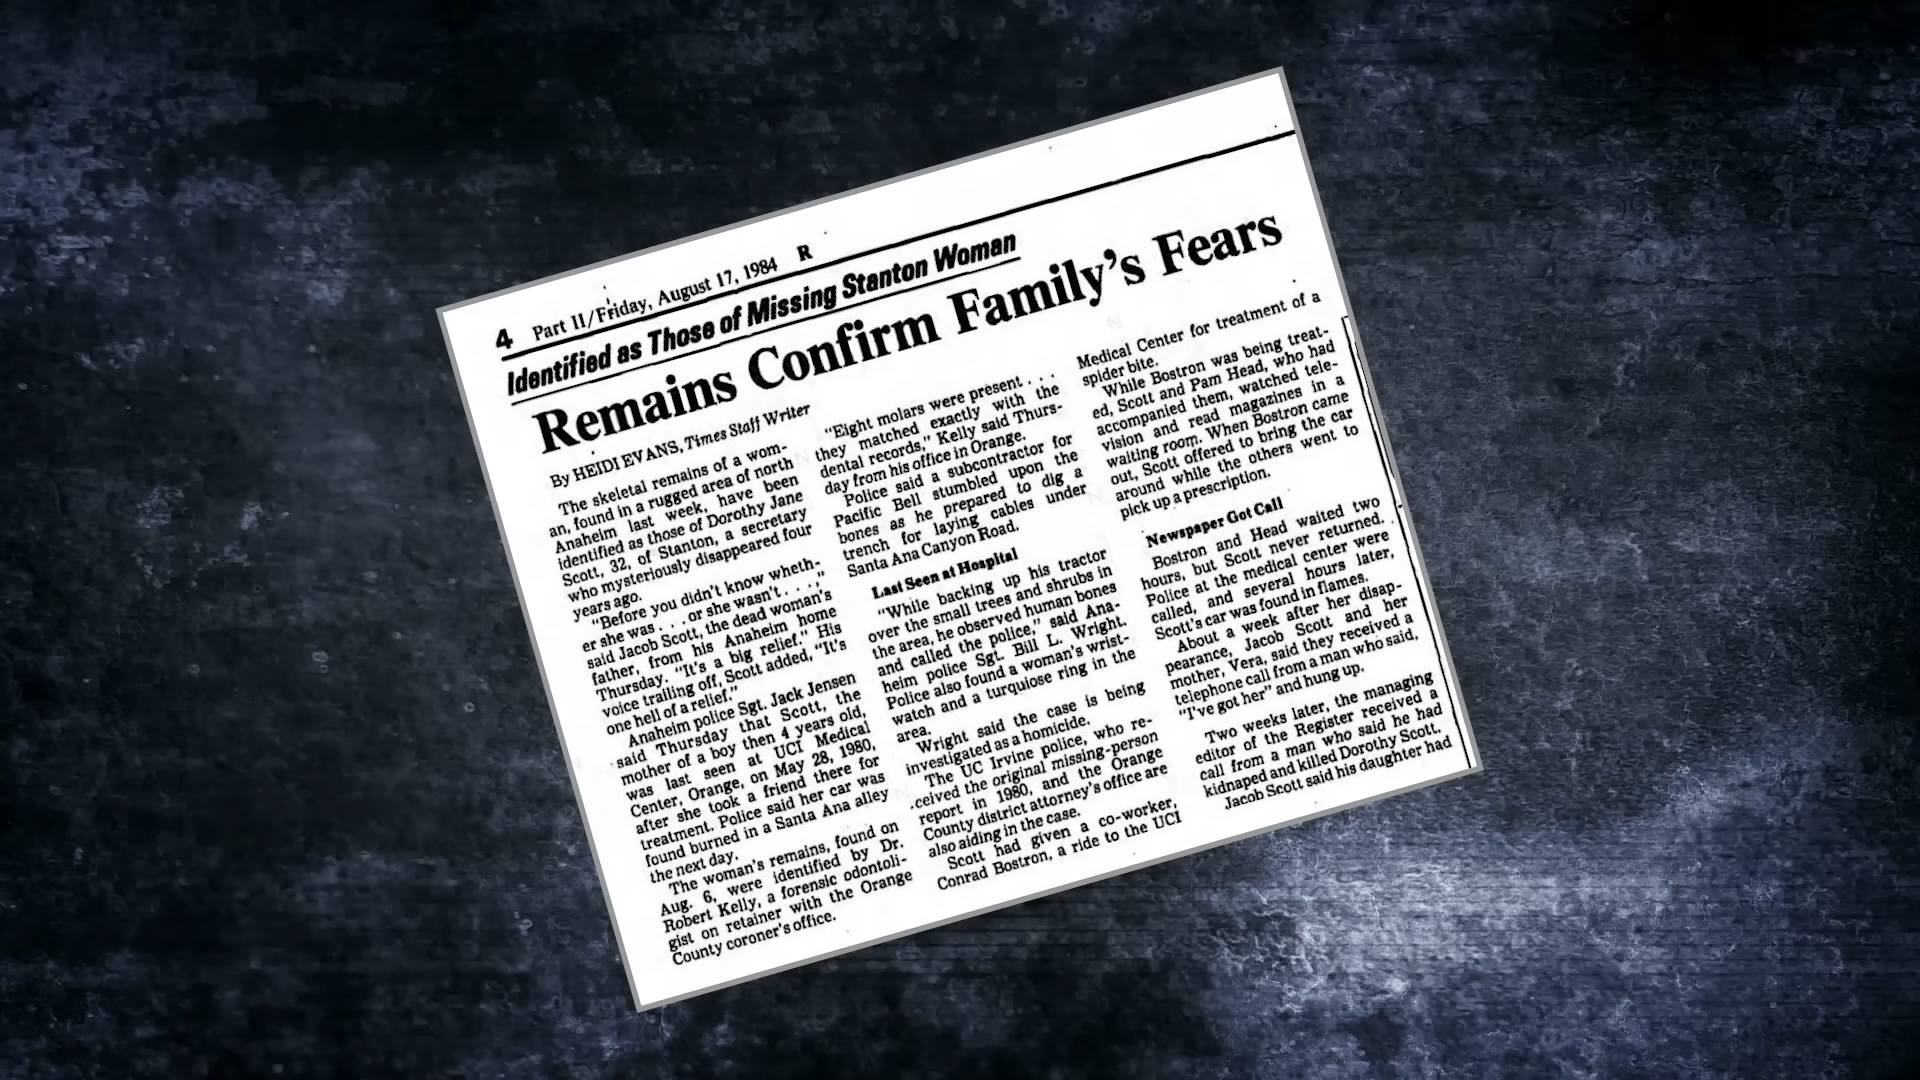 4 Part II/Friday, August 17, 1984 R
Identified as Those of Missing Stanton Woman
Remains Confirm Family's Fears
By HEIDI EVANS, Times Staff Writer
The skeletal remains of a wom-
an, found in a rugged area of north
Anaheim last week, have been
identified as those of Dorothy Jane
Scott, 32, of Stanton, a secretary
who mysteriously disappeared four
years ago.
"Before you didn't know wheth-
er she was . . . or she wasn't . . . ,"
said Jacob Scott, the dead woman's
father, from his Anaheim home
Thursday. "It's a big relief." His
voice trailing off, Scott added, "It's
one hell of a relief."
Anaheim police Sgt. Jack Jensen
said Thursday that Scott, the
mother of a boy then 4 years old,
was last seen at UCI Medical
Center, Orange, on May 28, 1980,
after she took a friend there for
treatment. Police said her car was
found burned in a Santa Ana alley
the next day.
The woman's remains, found on
Aug. 6, were identified by Dr.
Robert Kelly, a forensic odontoli-
gist on retainer with the Orange
County coroner's office.
"Eight molars were present . . .
they matched exactly with the
dental records," Kelly said Thurs-
day from his office in Orange.
Police said a subcontractor for
Pacific Bell stumbled upon the
bones as he prepared to dig a
trench for laying cables under
Santa Ana Canyon Road.
Last Seen at Hospital
"While backing up his tractor
over the small trees and shrubs in
the area, he observed human bones
and called the police," said Ana-
heim police Sgt. Bill L. Wright.
Police also found a woman's wrist-
watch and a turquoise ring in the
area.
Wright said the case is being
investigated as a homicide.
The UC Irvine police, who re-
ceived the original missing-person
report in 1980, and the Orange
County district attorney's office are
also aiding in the case.
Scott had given a co-worker,
Conrad Bostron, a ride to the UCI
Medical Center for treatment of a
spider bite.
While Bostron was being treat-
ed, Scott and Pam Head, who had
accompanied them, watched tele-
vision and read magazines in a
waiting room. When Bostron came
out, Scott offered to bring the car
around while the others went to
pick up a prescription.
Newspaper Got Call
Bostron and Head waited two
hours, but Scott never returned.
Police at the medical center were
called, and several hours later,
Scott's car was found in flames.
About a week after her disap-
pearance, Jacob Scott and her
mother, Vera, said they received a
telephone call from a man who said,
"I've got her" and hung up.
Two weeks later, the managing
editor of the Register received a
call from a man who said he had
kidnaped and killed Dorothy Scott.
Jacob Scott said his daughter had